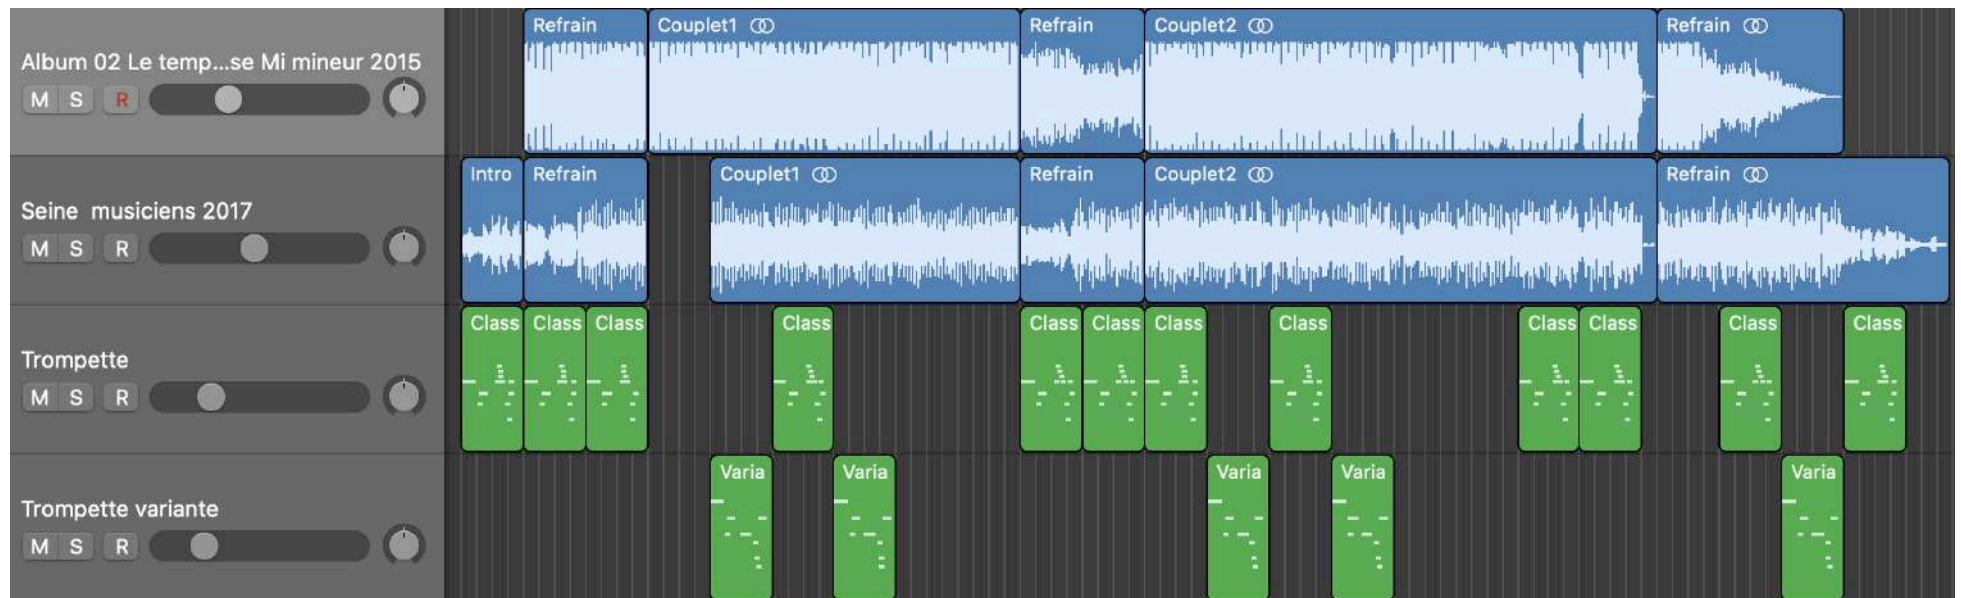 Refrain Couplet1 Refrain Couplet2 Refrain
Album 02 Le temp...se Mi mineur 2015
M S R
Intro Refrain Couplet1 Refrain Couplet2 Refrain
Seine musiciens 2017
M S R
Class Class Class Class Class Class Class Class Class Class Class Class
Trompette
M S R
Varia Varia Varia Varia Varia
Trompette variante
M S R